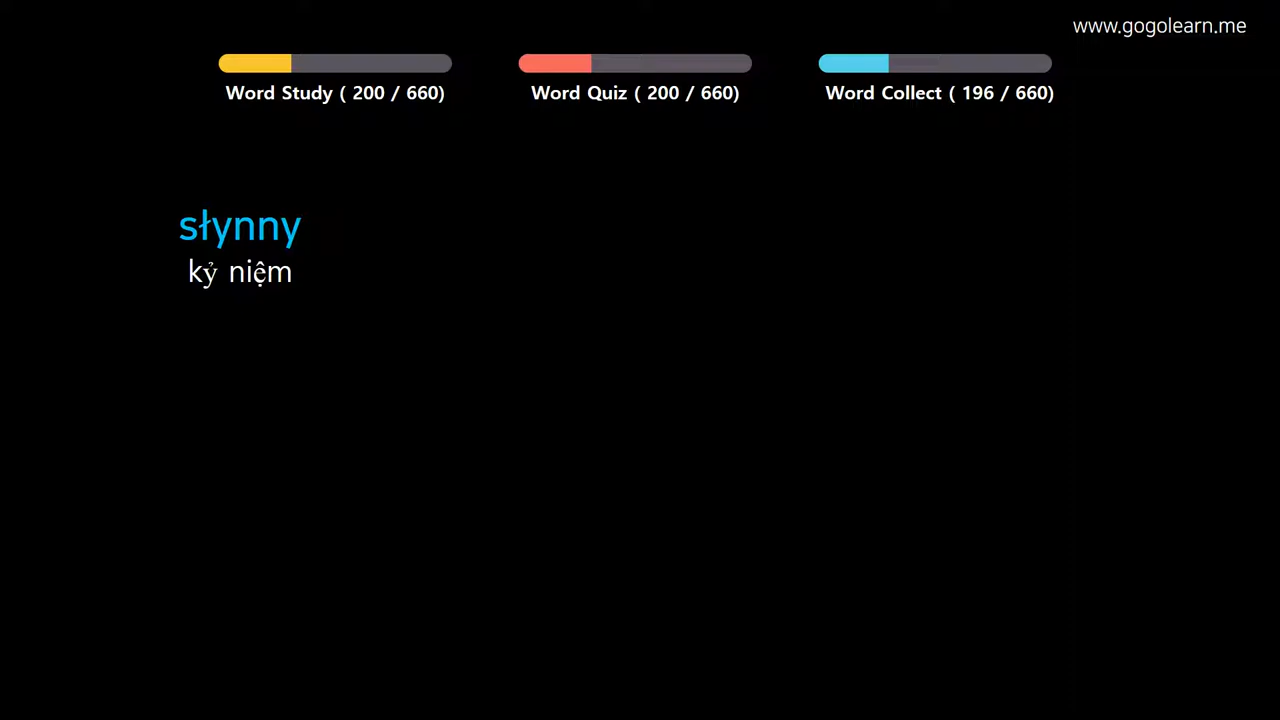 www.gogolearn.me
Word Study ( 200 / 660)
Word Quiz ( 200 / 660)
Word Collect ( 196 / 660)
słynny
kỷ niệm